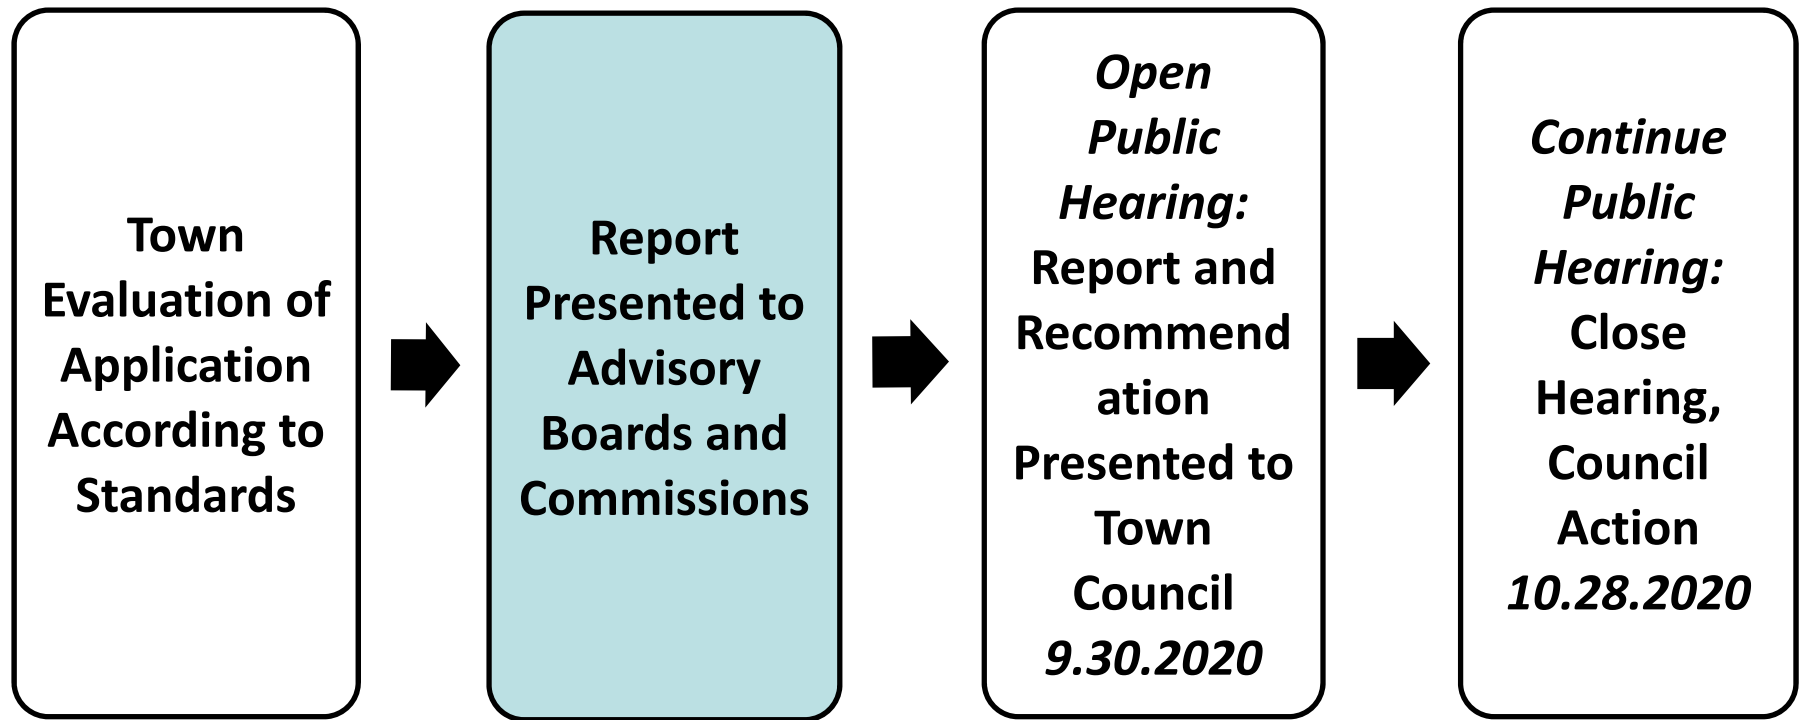 Town
Evaluation of
Application
According to
Standards
Report
Presented to
Advisory
Boards and
Commissions
Open
Public
Hearing:
Report and
Recommend
ation
Presented to
Town
Council
9.30.2020
Continue
Public
Hearing:
Close
Hearing,
Council
Action
10.28.2020